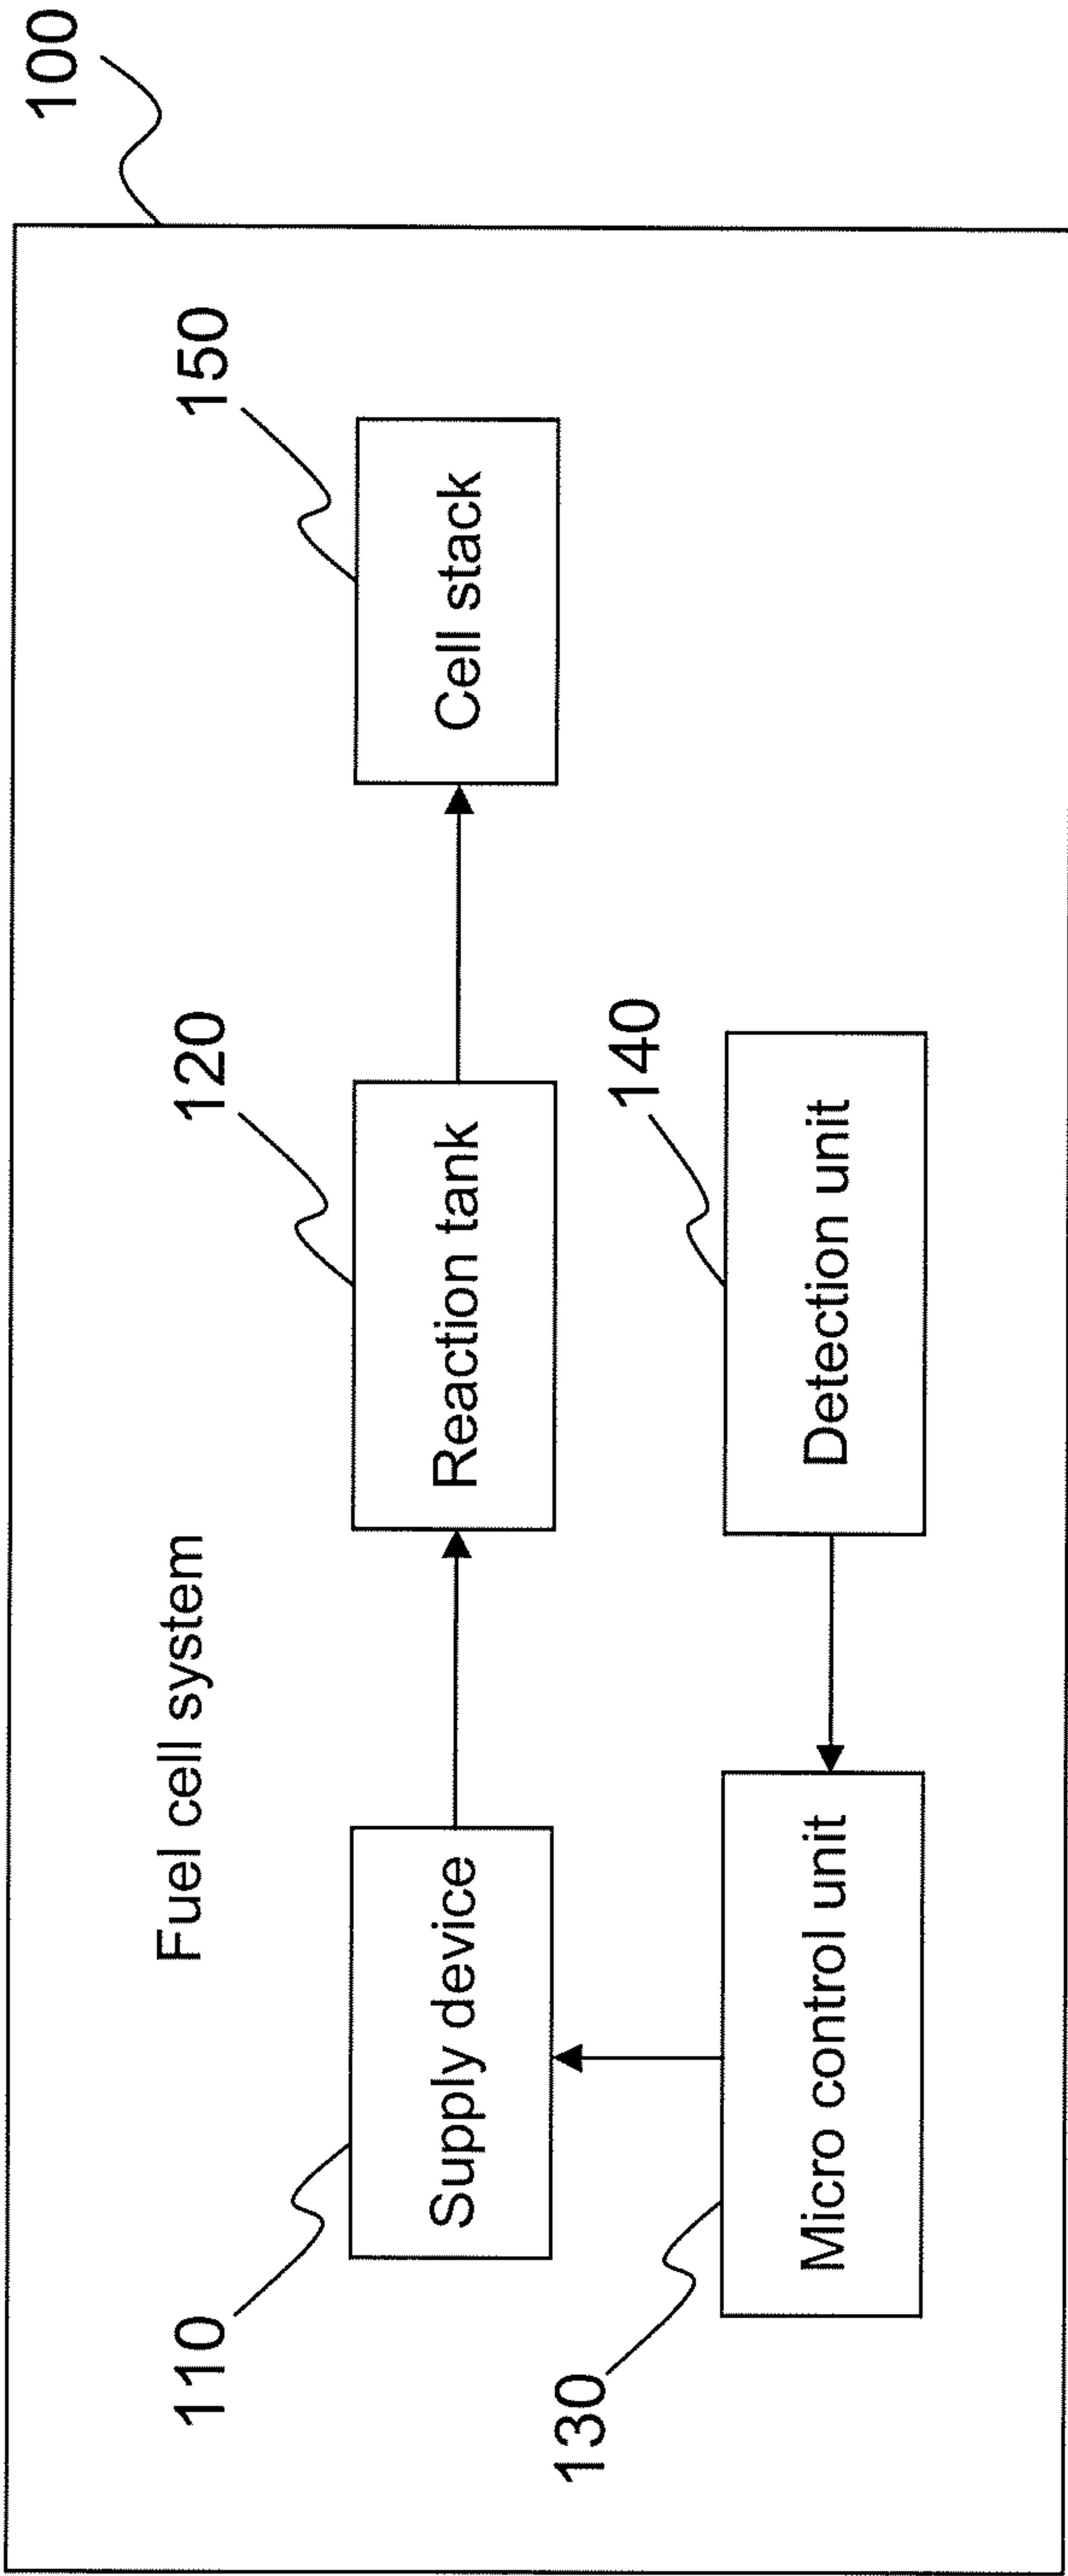 100
Fuel cell system
110
Supply device
120
Reaction tank
150
Cell stack
130
Micro control unit
140
Detection unit